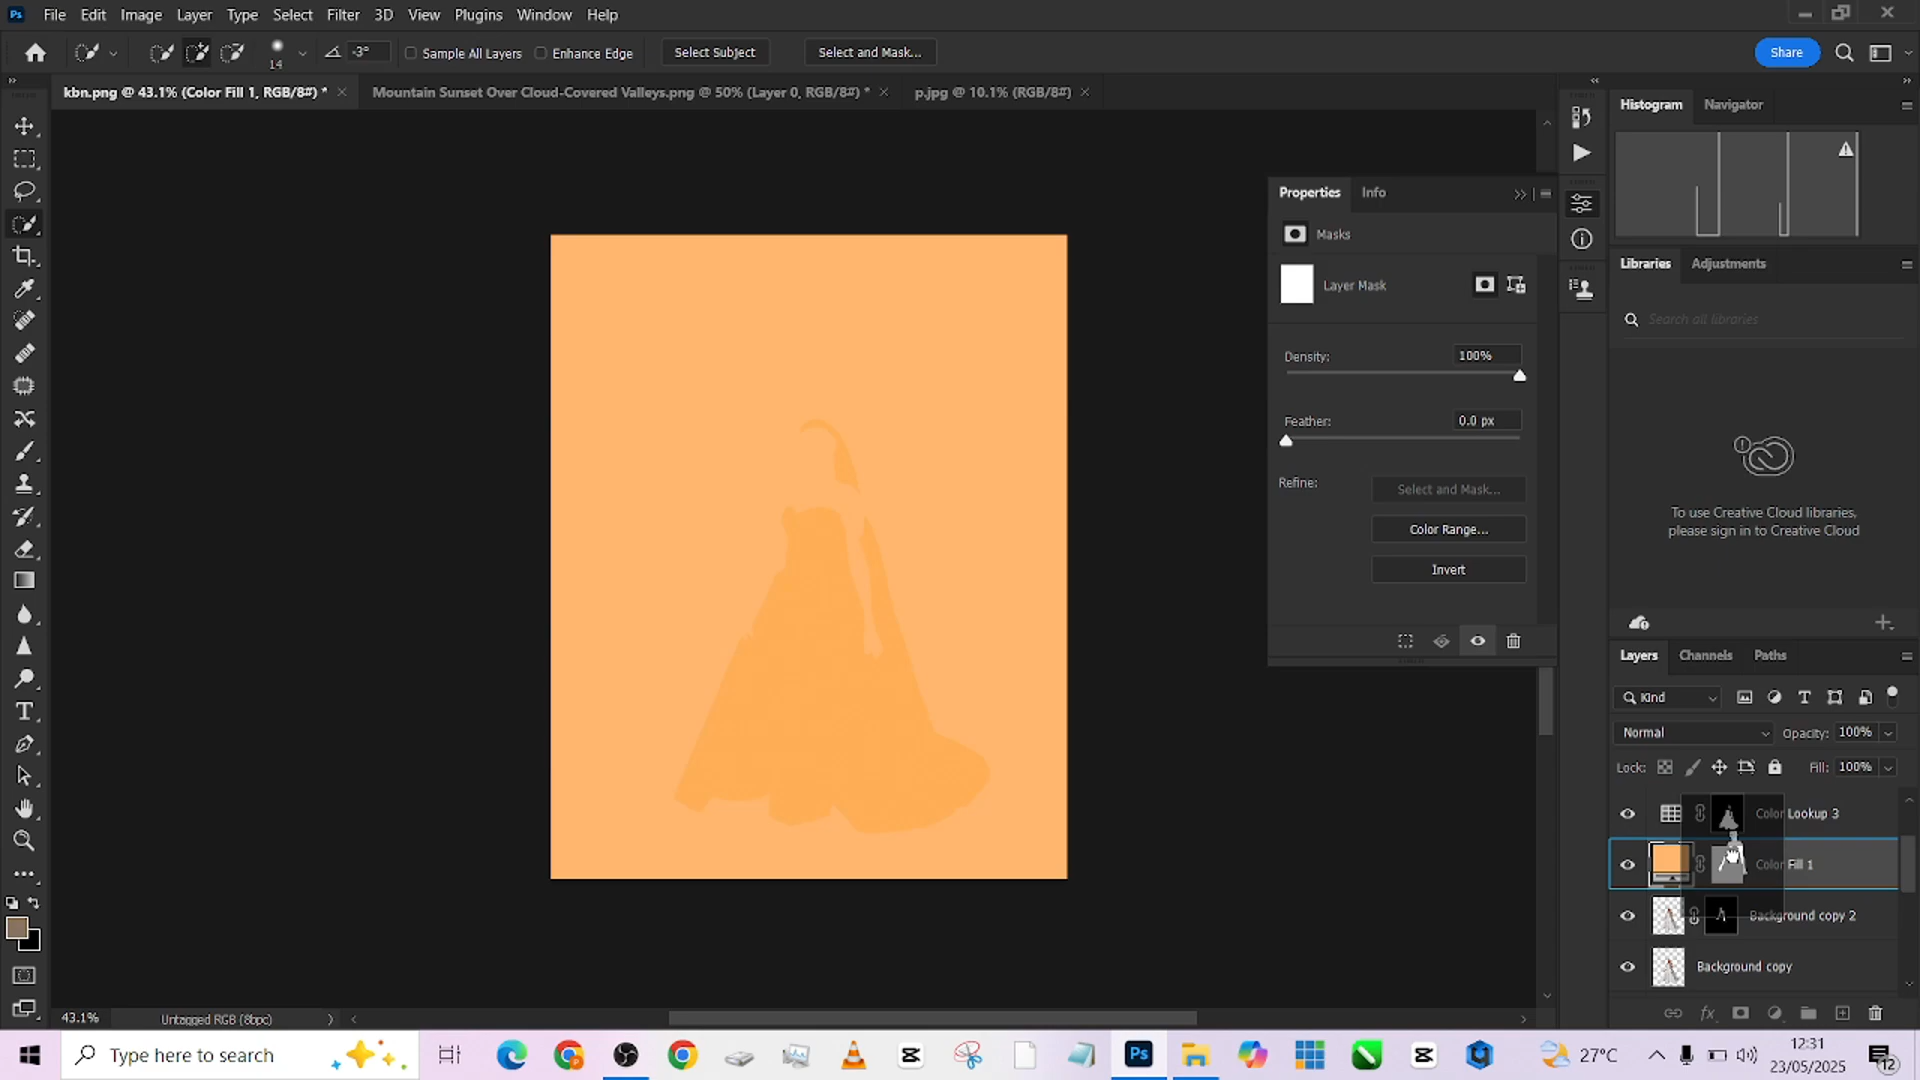 File Edit Image Layer Type Select Filter 3D View Plugins Window Help
14 -3° Sample All Layers Enhance Edge Select Subject Select and Mask... Share
kbn.png @ 43.1% (Color Fill 1, RGB/8#) * Mountain Sunset Over Cloud-Covered Valleys.png @ 50% (Layer 0, RGB/8#) * p.jpg @ 10.1% (RGB/8#)
Histogram Navigator
Properties Info
Masks
Layer Mask
Density: 100%
Feather: 0.0 px
Refine: Select and Mask...
Color Range...
Invert
Libraries Adjustments
Search all libraries
To use Creative Cloud libraries,
please sign in to Creative Cloud
Layers Channels Paths
Kind
Normal Opacity: 100%
Lock: Fill: 100%
Color Lookup 3
Color Fill 1
Background copy 2
Background copy
43.1% Untagged RGB (8bpc)
Type here to search
27°C
12:31
23/05/2025
12